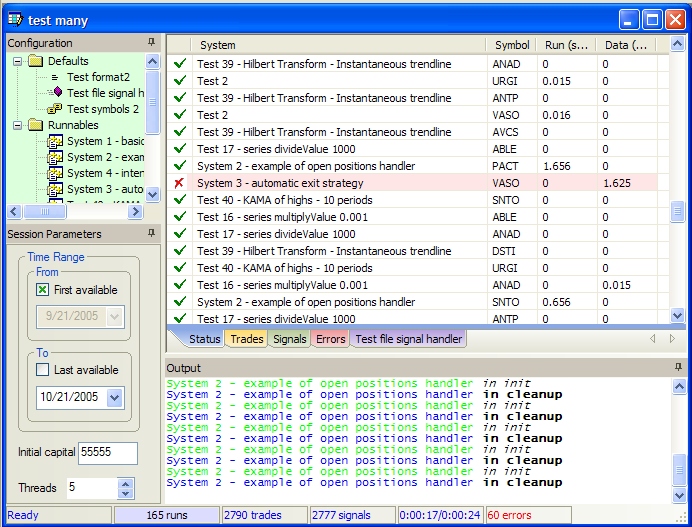 test many
Configuration
Defaults
Test format2
Test file signal h
Test symbols 2
Runnables
System 1 - basic
System 2 - exam
System 4 - inter
System 3 - auto
Session Parameters
Time Range
From
First available
9/21/2005
To
Last available
10/21/2005
Initial capital 55555
Threads 5
System Symbol Run (s... Data (...
Test 39 - Hilbert Transform - Instantaneous trendline ANAD 0 0
Test 2 URGI 0.015 0
Test 39 - Hilbert Transform - Instantaneous trendline ANTP 0 0
Test 2 VASO 0.016 0
Test 39 - Hilbert Transform - Instantaneous trendline AVCS 0 0
Test 17 - series divideValue 1000 ABLE 0 0
System 2 - example of open positions handler PACT 1.656 0
System 3 - automatic exit strategy VASO 0 1.625
Test 40 - KAMA of highs - 10 periods SNTO 0 0
Test 16 - series multiplyValue 0.001 ABLE 0 0
Test 17 - series divideValue 1000 ANAD 0 0
Test 39 - Hilbert Transform - Instantaneous trendline DSTI 0 0
Test 40 - KAMA of highs - 10 periods URGI 0 0
Test 16 - series multiplyValue 0.001 ANAD 0 0.015
System 2 - example of open positions handler SNTO 0.656 0
Test 17 - series divideValue 1000 ANTP 0 0
Status Trades Signals Errors Test file signal handler
Output
System 2 - example of open positions handler in init
System 2 - example of open positions handler in cleanup
System 2 - example of open positions handler in init
System 2 - example of open positions handler in cleanup
System 2 - example of open positions handler in init
System 2 - example of open positions handler in cleanup
System 2 - example of open positions handler in init
System 2 - example of open positions handler in cleanup
System 2 - example of open positions handler in init
System 2 - example of open positions handler in cleanup
Ready 165 runs 2790 trades 2777 signals 0:00:17/0:00:24 60 errors